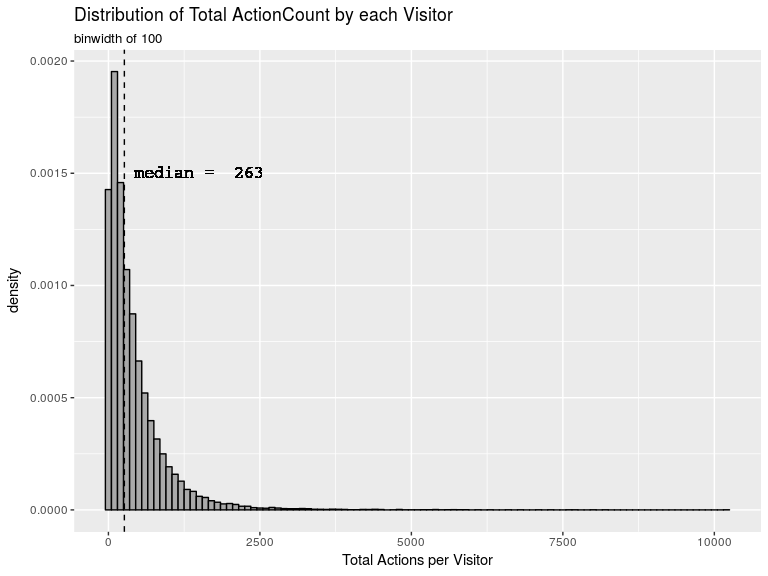 Distribution of Total ActionCount by each Visitor
binwidth of 100
0.0020
0.0015
0.0010
0.0005
0.0000
density
median =  263
0 2500 5000 7500 10000
Total Actions per Visitor